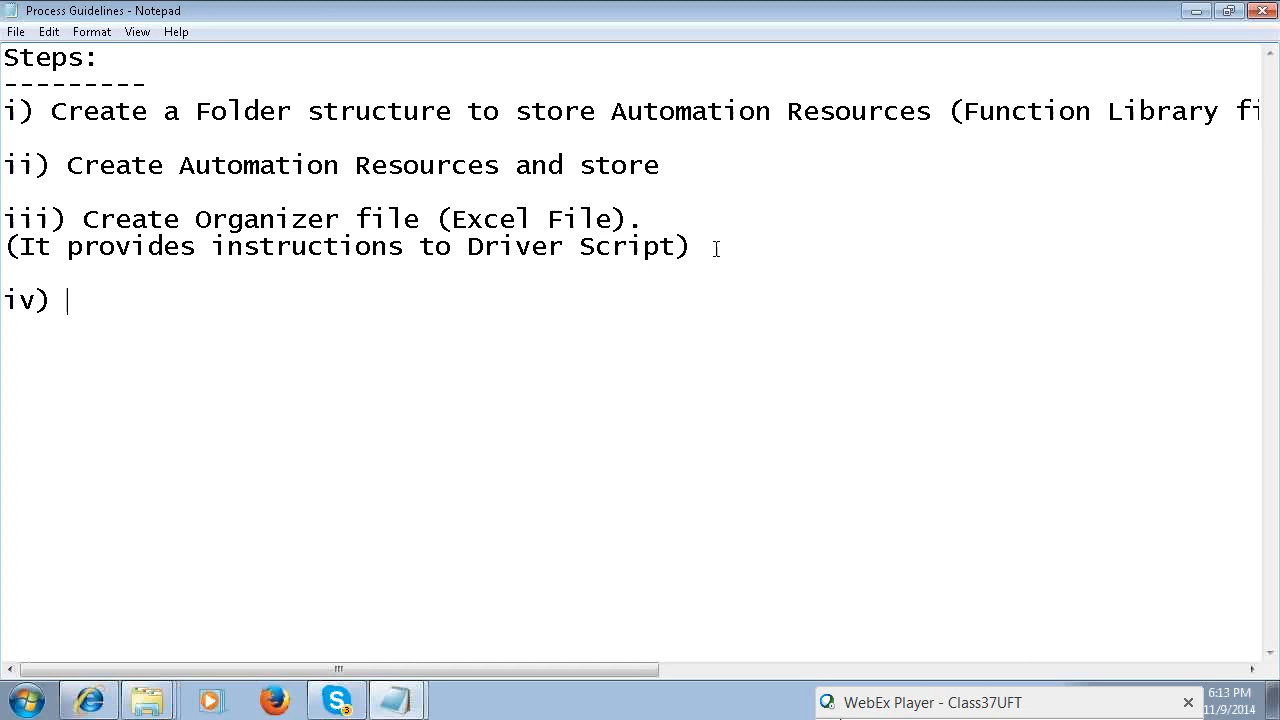 Process Guidelines - Notepad
File Edit Format View Help
Steps:
---------
i) Create a Folder structure to store Automation Resources (Function Library fi
ii) Create Automation Resources and store
iii) Create Organizer file (Excel File).
(It provides instructions to Driver Script)
iv)
3
WebEx Player - Class37UFT
6:13 PM
11/9/2014